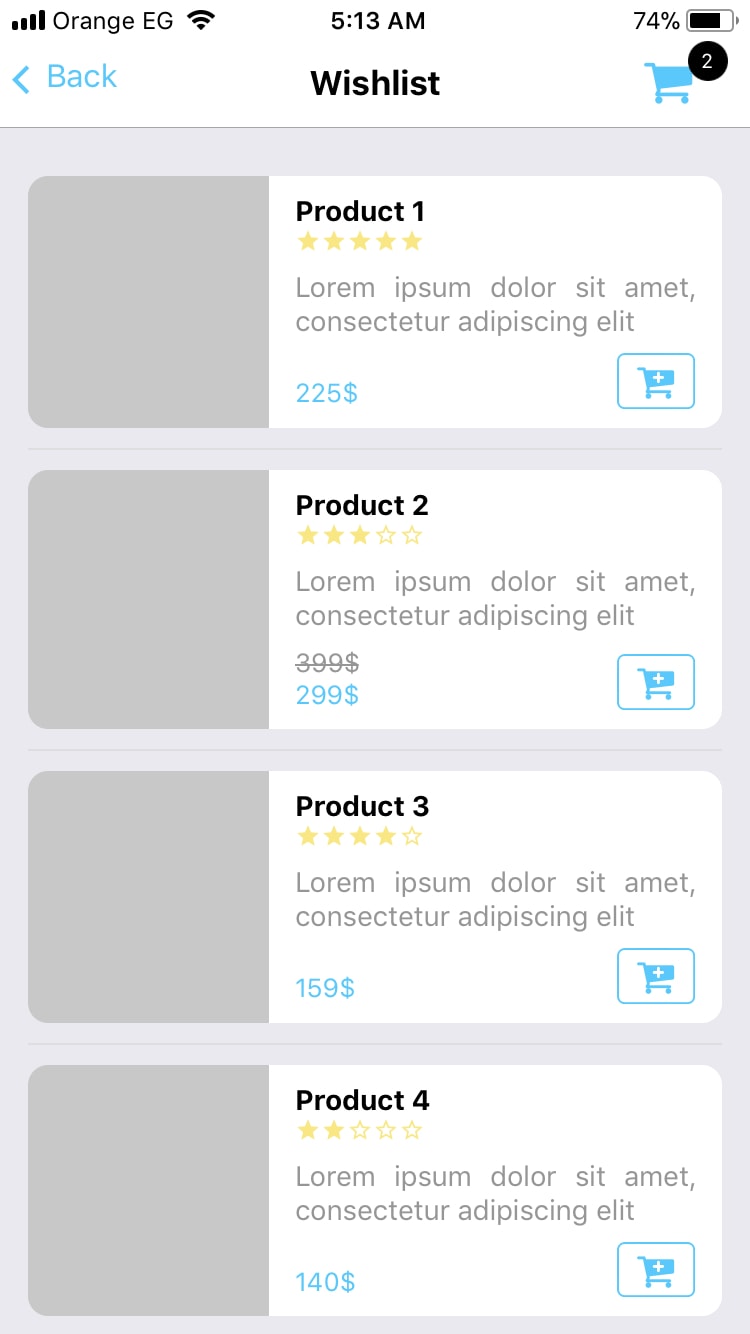 Orange EG 5:13 AM 74%
Back Wishlist 2
Product 1
Lorem ipsum dolor sit amet,
consectetur adipiscing elit
225$
Product 2
Lorem ipsum dolor sit amet,
consectetur adipiscing elit
399$
299$
Product 3
Lorem ipsum dolor sit amet,
consectetur adipiscing elit
159$
Product 4
Lorem ipsum dolor sit amet,
consectetur adipiscing elit
140$